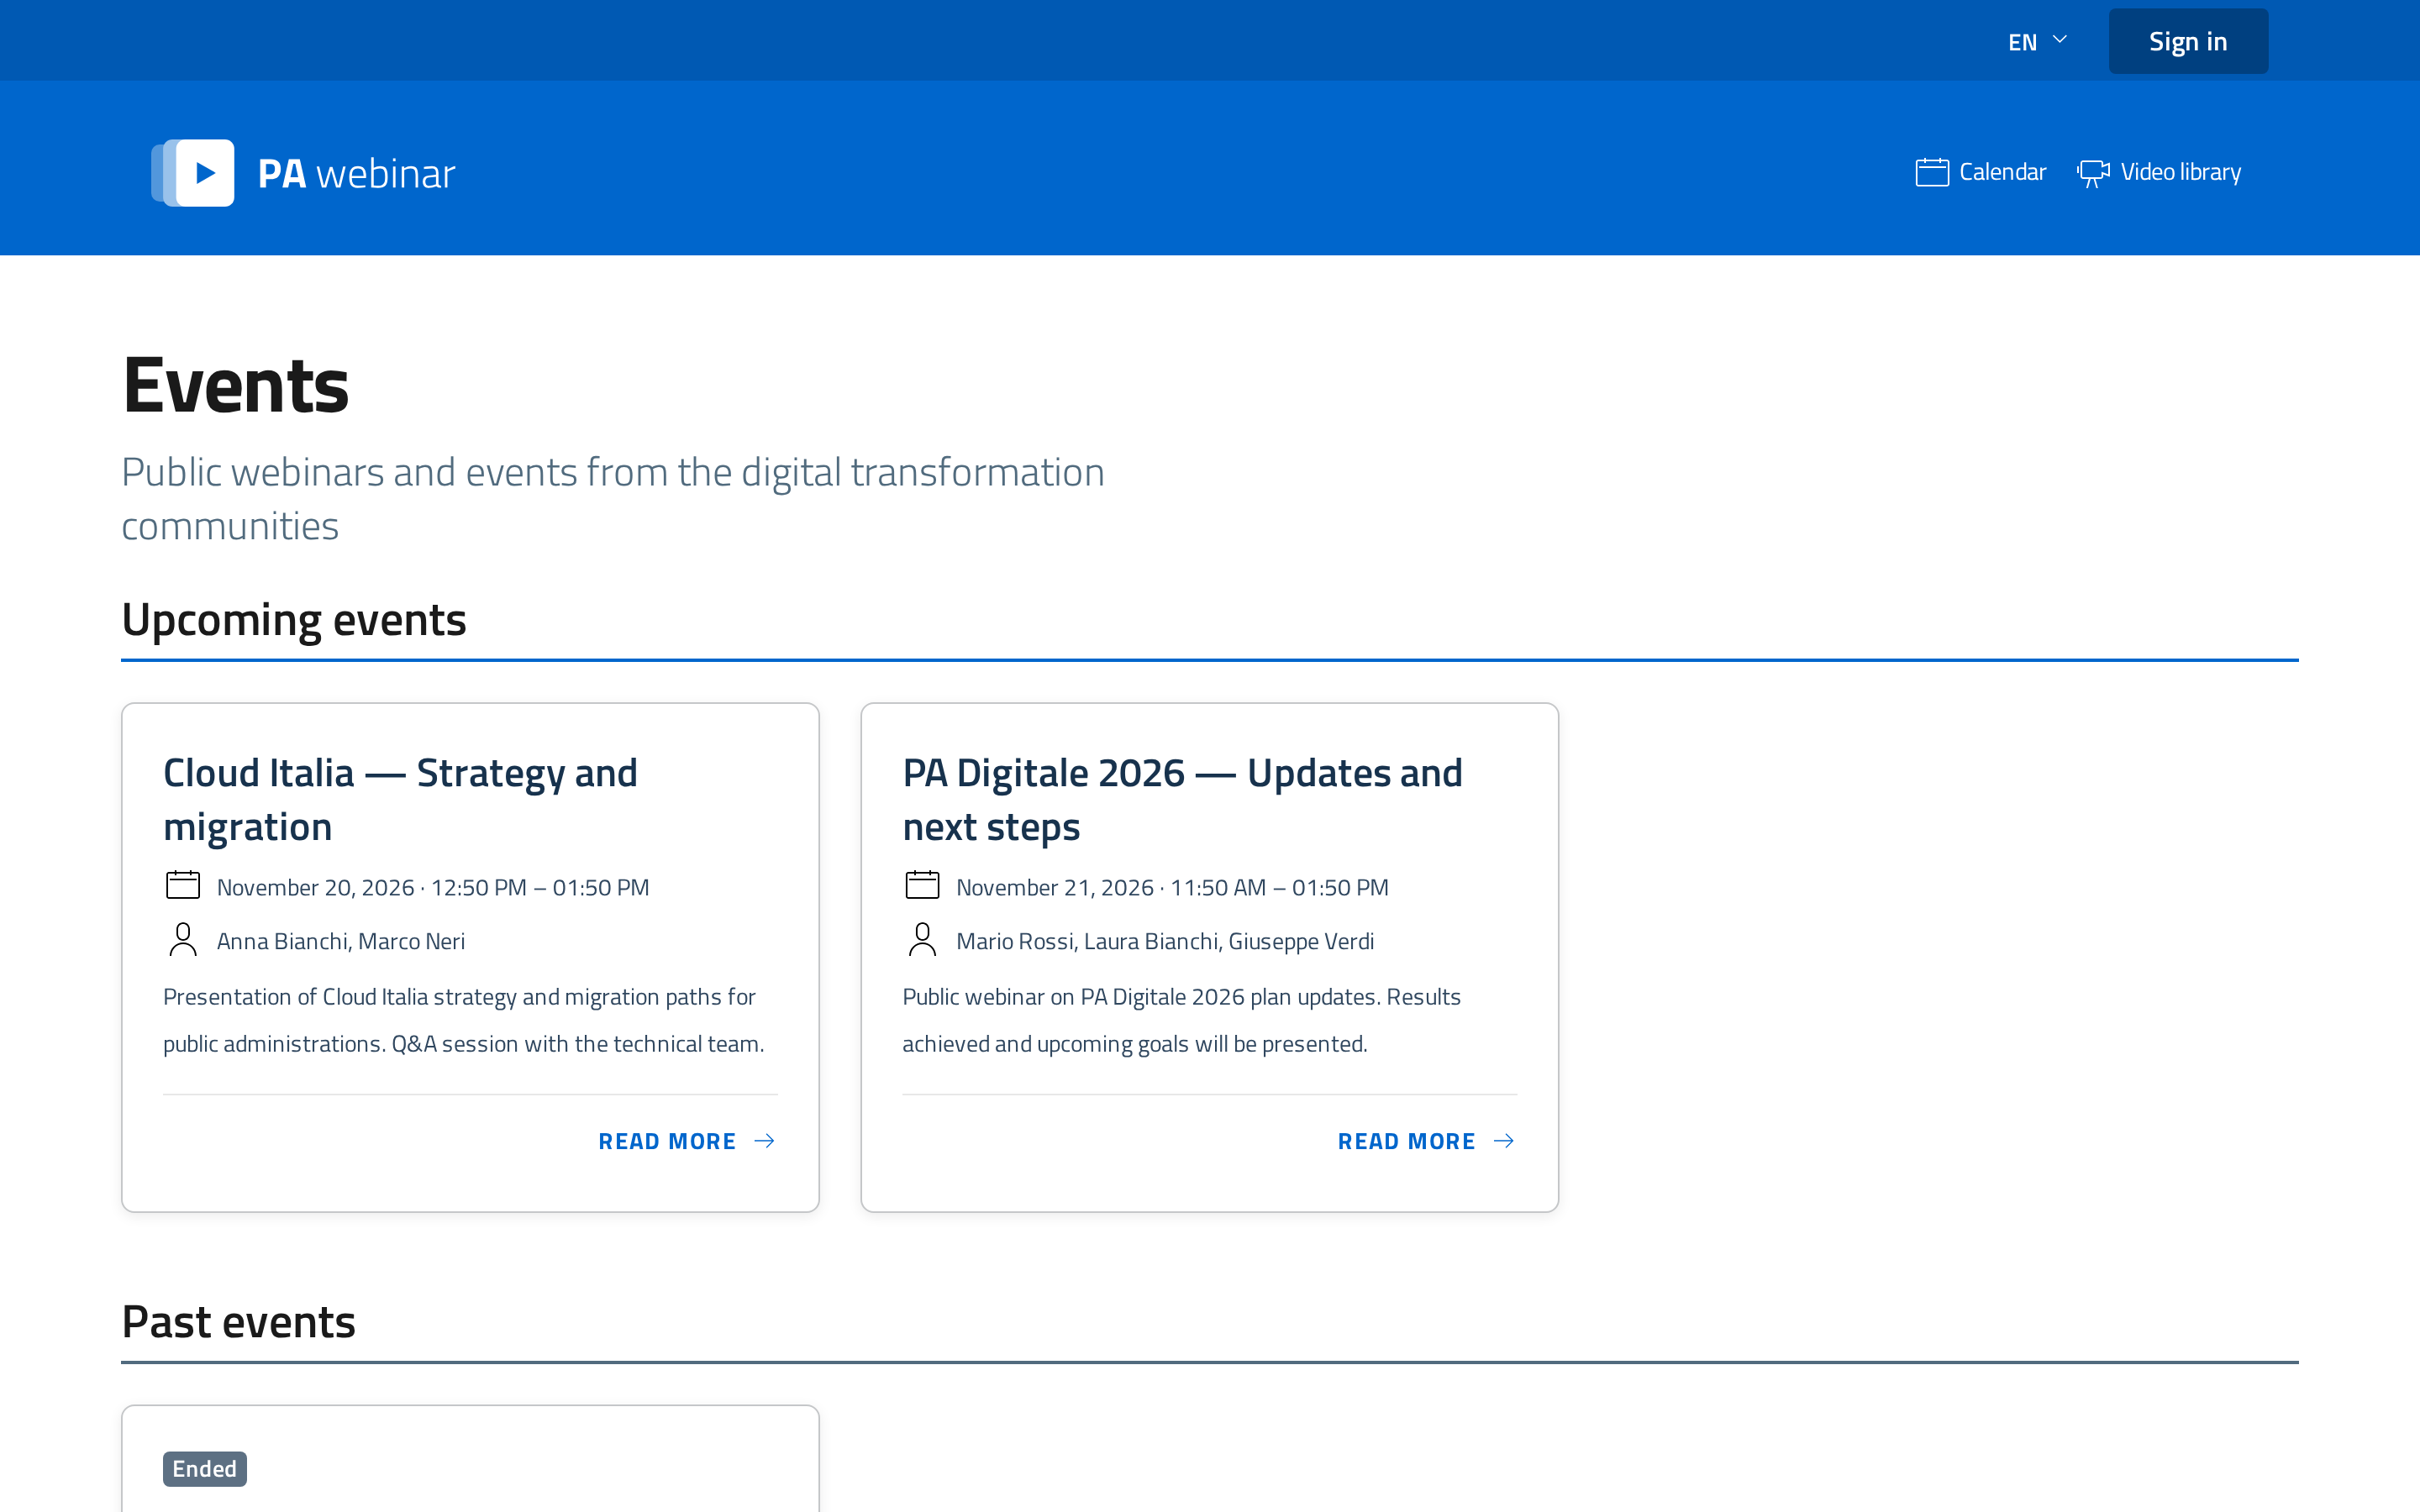 EN
Sign in
PA webinar
Calendar
Video library
Events
Public webinars and events from the digital transformation
communities
Upcoming events
Cloud Italia — Strategy and
migration
November 20, 2026 · 12:50 PM – 01:50 PM
Anna Bianchi, Marco Neri
Presentation of Cloud Italia strategy and migration paths for
public administrations. Q&A session with the technical team.
READ MORE
PA Digitale 2026 — Updates and
next steps
November 21, 2026 · 11:50 AM – 01:50 PM
Mario Rossi, Laura Bianchi, Giuseppe Verdi
Public webinar on PA Digitale 2026 plan updates. Results
achieved and upcoming goals will be presented.
READ MORE
Past events
Ended